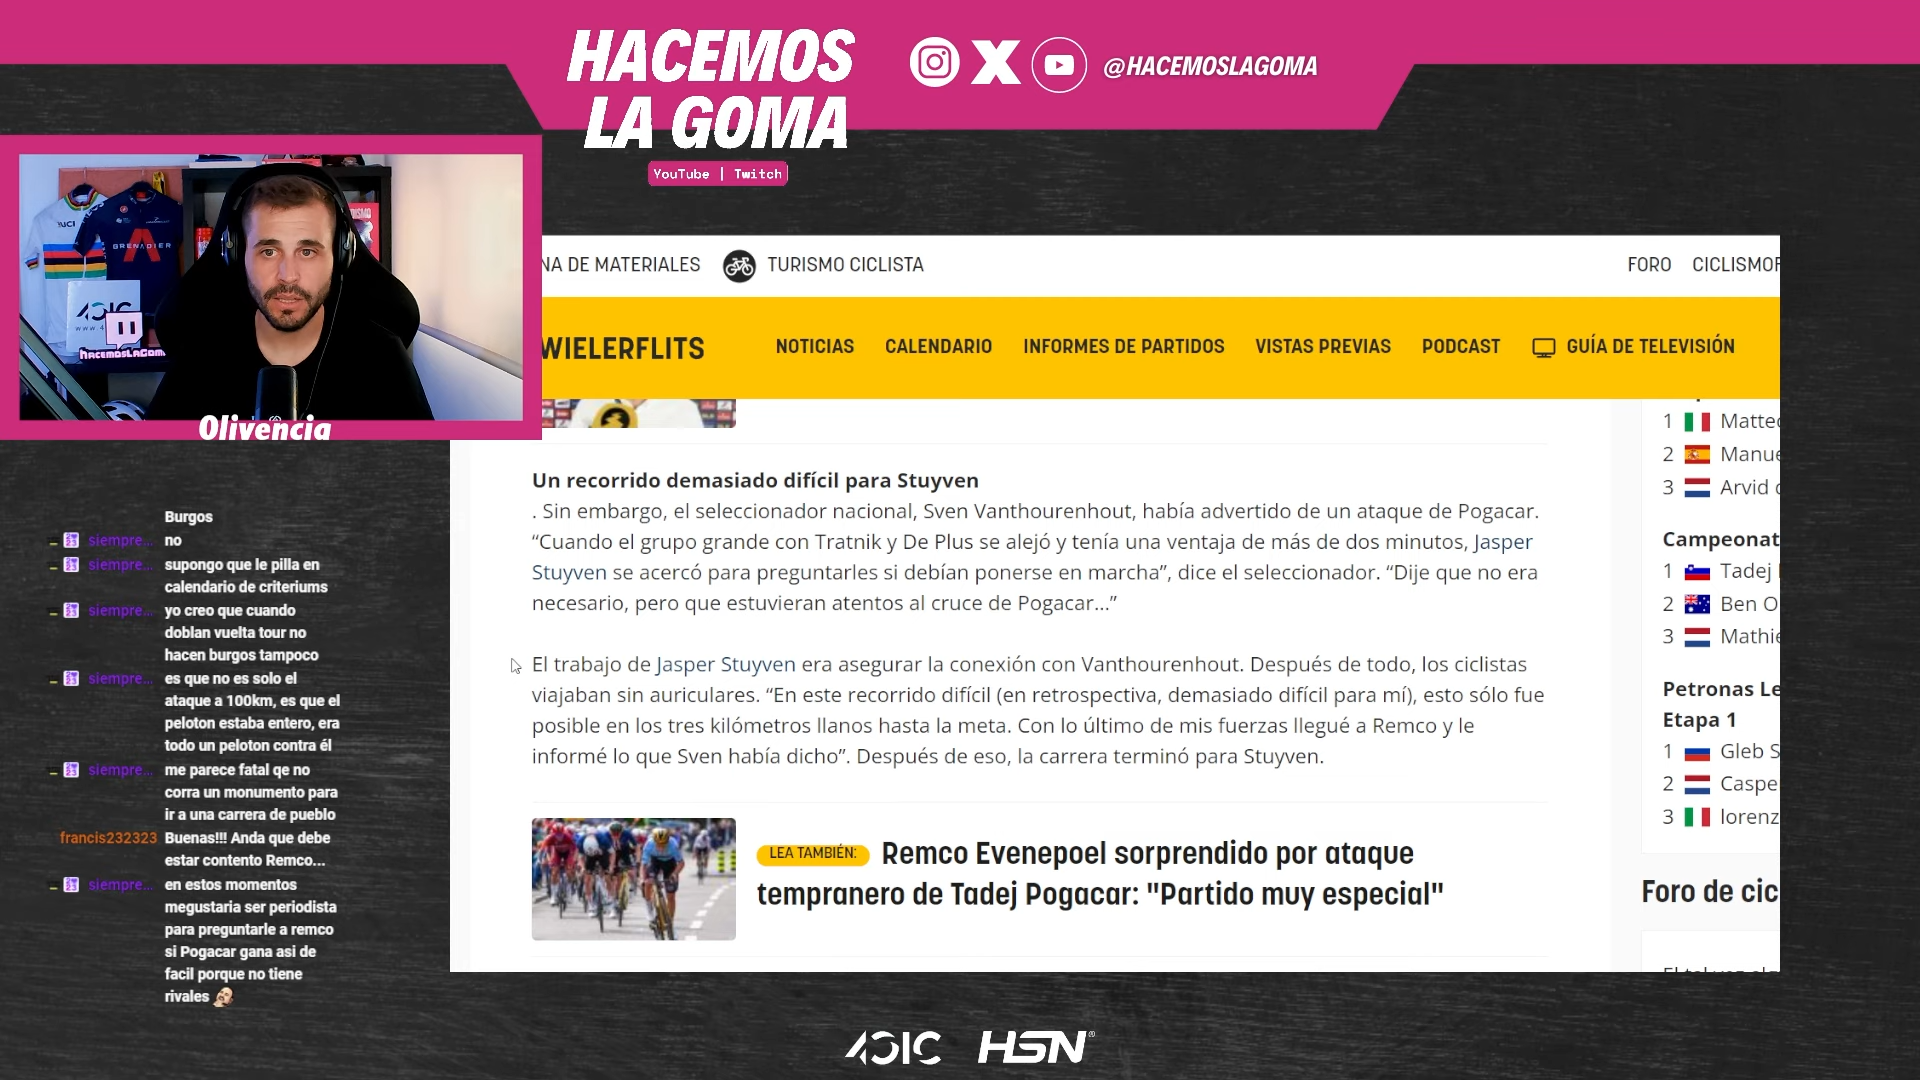 HACEMOS
LA GOMA
@HACEMOSLAGOMA
YouTube | Twitch
UCI
GRENADIER
HACEMOSLAGOMA
Olivencia
NA DE MATERIALES
TURISMO CICLISTA
FORO
CICLISMOF
WIELERFLITS
NOTICIAS
CALENDARIO
INFORMES DE PARTIDOS
VISTAS PREVIAS
PODCAST
GUÍA DE TELEVISIÓN
Un recorrido demasiado difícil para Stuyven
. Sin embargo, el seleccionador nacional, Sven Vanthourenhout, había advertido de un ataque de Pogacar.
“Cuando el grupo grande con Tratnik y De Plus se alejó y tenía una ventaja de más de dos minutos, Jasper
Stuyven se acercó para preguntarles si debían ponerse en marcha”, dice el seleccionador. “Dije que no era
necesario, pero que estuvieran atentos al cruce de Pogacar...”
El trabajo de Jasper Stuyven era asegurar la conexión con Vanthourenhout. Después de todo, los ciclistas
viajaban sin auriculares. “En este recorrido difícil (en retrospectiva, demasiado difícil para mí), esto sólo fue
posible en los tres kilómetros llanos hasta la meta. Con lo último de mis fuerzas llegué a Remco y le
informé lo que Sven había dicho”. Después de eso, la carrera terminó para Stuyven.
LEA TAMBIÉN: Remco Evenepoel sorprendido por ataque
tempranero de Tadej Pogacar: "Partido muy especial"
1 Matteo
2 Manue
3 Arvid
Campeonat
1 Tadej
2 Ben O
3 Mathie
Petronas Le
Etapa 1
1 Gleb S
2 Caspe
3 lorenz
Foro de cic
Burgos
siempre... no
siempre... supongo que le pilla en
calendario de criteriums
siempre... yo creo que cuando
doblan vuelta tour no
hacen burgos tampoco
siempre... es que no es solo el
ataque a 100km, es que el
peloton estaba entero, era
todo un peloton contra él
siempre... me parece fatal qe no
corra un monumento para
ir a una carrera de pueblo
francis232323 Buenas!!! Anda que debe
estar contento Remco...
siempre... en estos momentos
megustaria ser periodista
para preguntarle a remco
si Pogacar gana asi de
facil porque no tiene
rivales
HSN